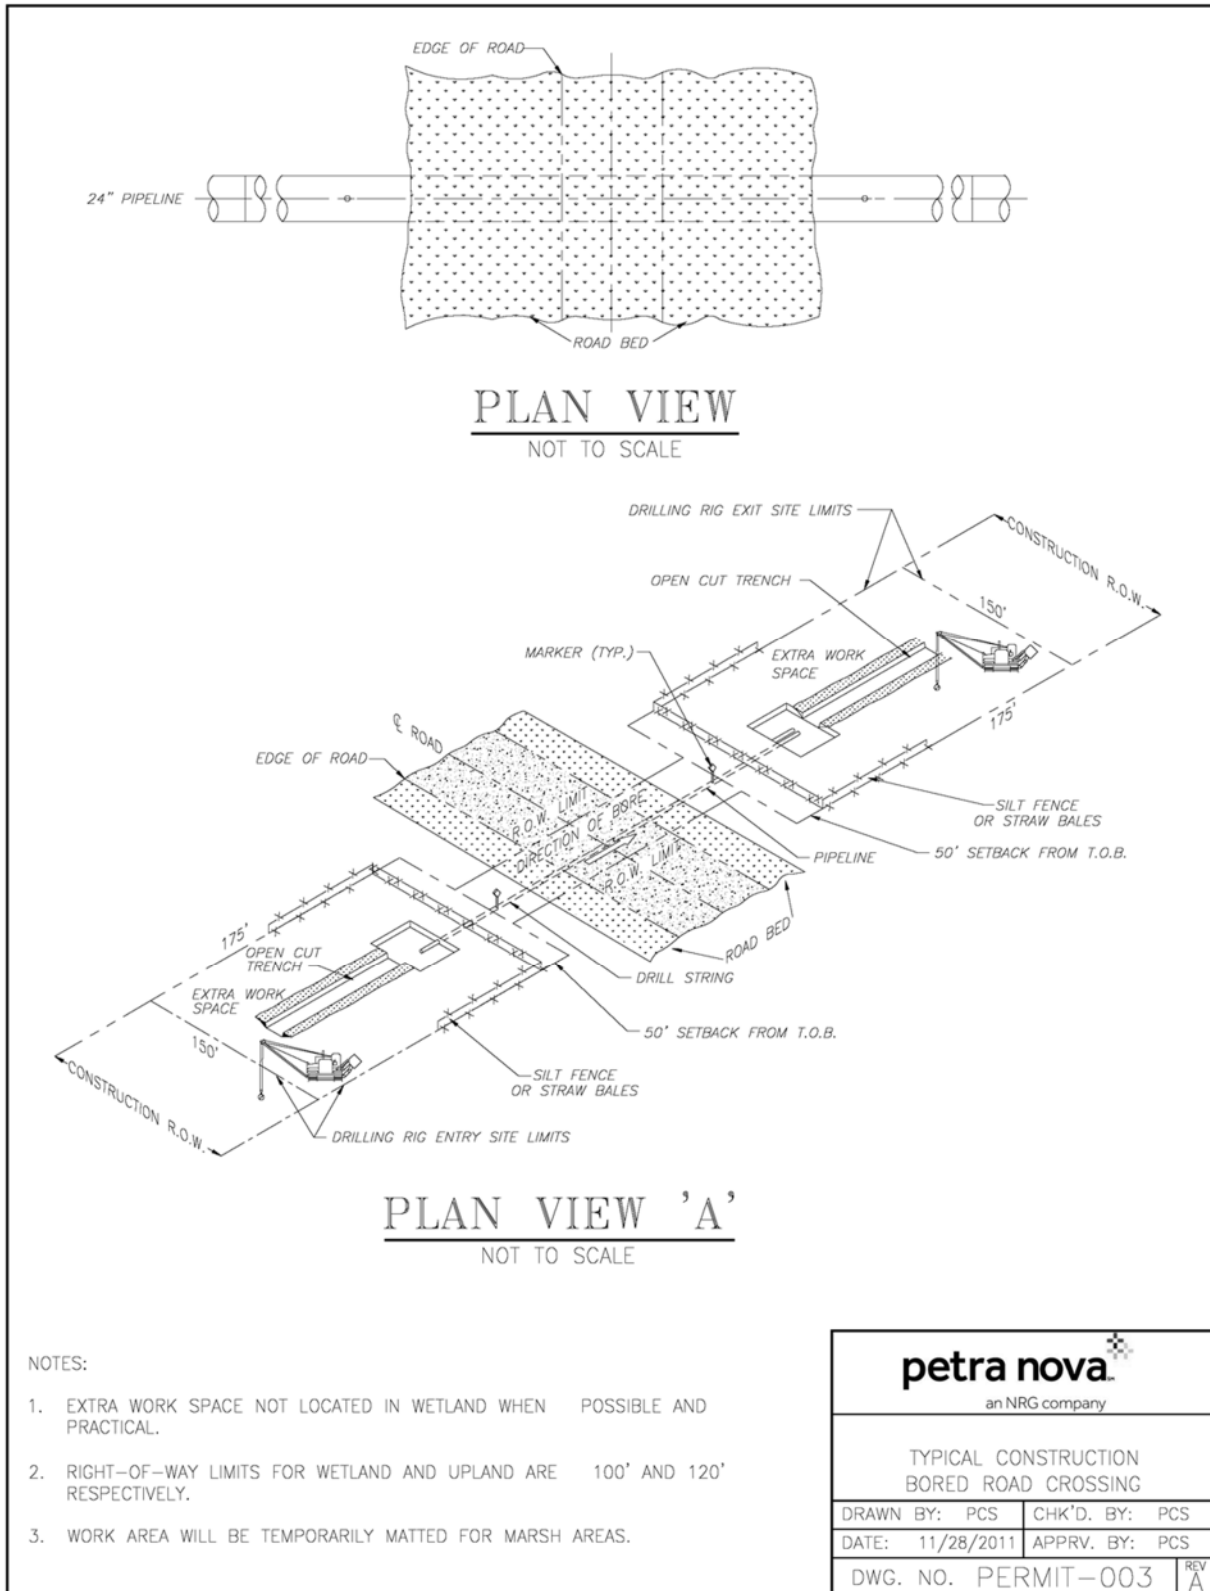 EDGE OF ROAD
24" PIPELINE
ROAD BED
PLAN VIEW
NOT TO SCALE
DRILLING RIG EXIT SITE LIMITS
CONSTRUCTION R.O.W.
OPEN CUT TRENCH
150'
MARKER (TYP.)
EXTRA WORK
SPACE
175'
℄ ROAD
EDGE OF ROAD
R.O.W. LIMIT
DIRECTION OF BORE
R.O.W. LIMIT
SILT FENCE
OR STRAW BALES
PIPELINE
50' SETBACK FROM T.O.B.
ROAD BED
175'
OPEN CUT
TRENCH
DRILL STRING
EXTRA WORK
SPACE
50' SETBACK FROM T.O.B.
150'
SILT FENCE
OR STRAW BALES
CONSTRUCTION R.O.W.
DRILLING RIG ENTRY SITE LIMITS
PLAN VIEW 'A'
NOT TO SCALE
NOTES:
1. EXTRA WORK SPACE NOT LOCATED IN WETLAND WHEN POSSIBLE AND
PRACTICAL.
2. RIGHT-OF-WAY LIMITS FOR WETLAND AND UPLAND ARE 100' AND 120'
RESPECTIVELY.
3. WORK AREA WILL BE TEMPORARILY MATTED FOR MARSH AREAS.
petra nova
an NRG company
TYPICAL CONSTRUCTION
BORED ROAD CROSSING
DRAWN BY: PCS CHK'D. BY: PCS
DATE: 11/28/2011 APPRV. BY: PCS
DWG. NO. PERMIT-003 REV A